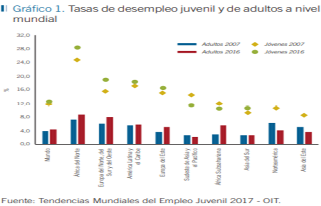 Gráfico 1. Tasas de desempleo juvenil y de adultos a nivel
mundial
32,0
28,0
24,0
20,0
16,0
12,0
8,0
4,0
0,0
%
Adultos 2007
Jóvenes 2007
Adultos 2016
Jóvenes 2016
Mundo
África del Norte
Europa del Norte, del
Sur y del Oeste
América Latina y
el Caribe
Europa del Este
Sudeste de Asia y
el Pacífico
África Subsahariana
Asia del Sur
Norteamérica
Asia del Este
Fuente: Tendencias Mundiales del Empleo Juvenil 2017 - OIT.